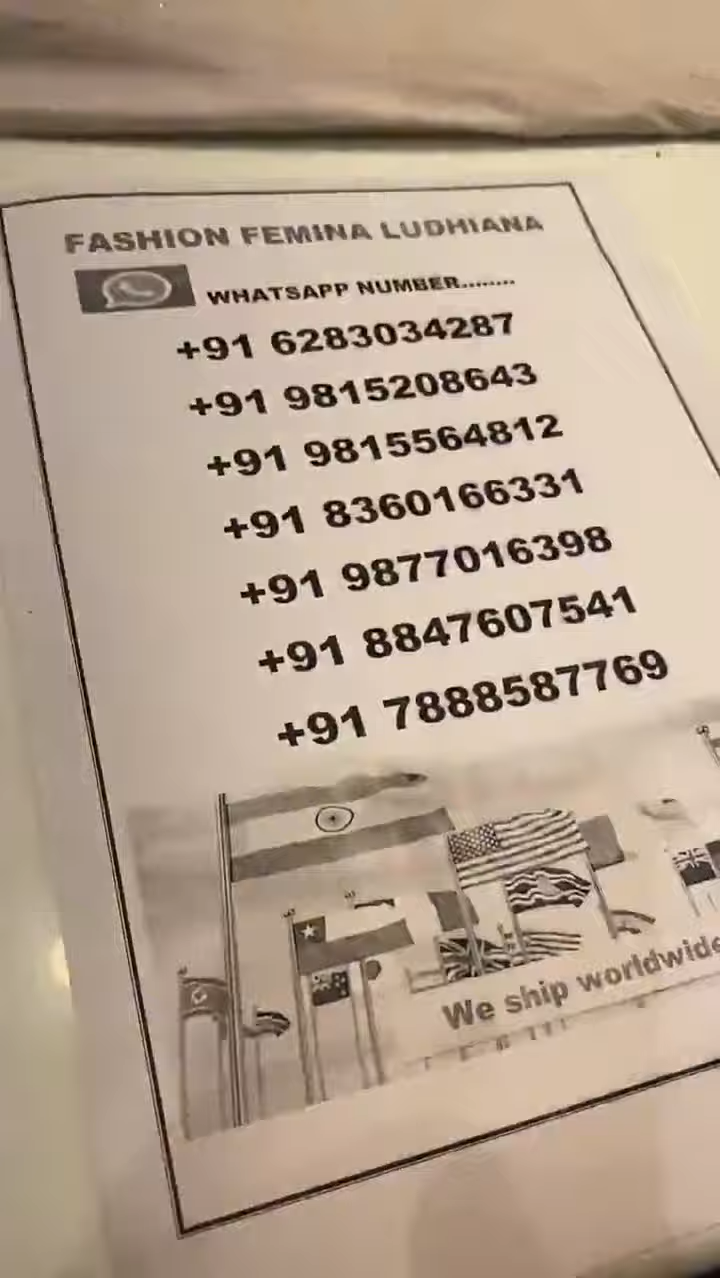 FASHION FEMINA LUDHIANA
WHATSAPP NUMBER........
+91 6283034287
+91 9815208643
+91 9815564812
+91 8360166331
+91 9877016398
+91 8847607541
+91 7888587769
We ship worldwide